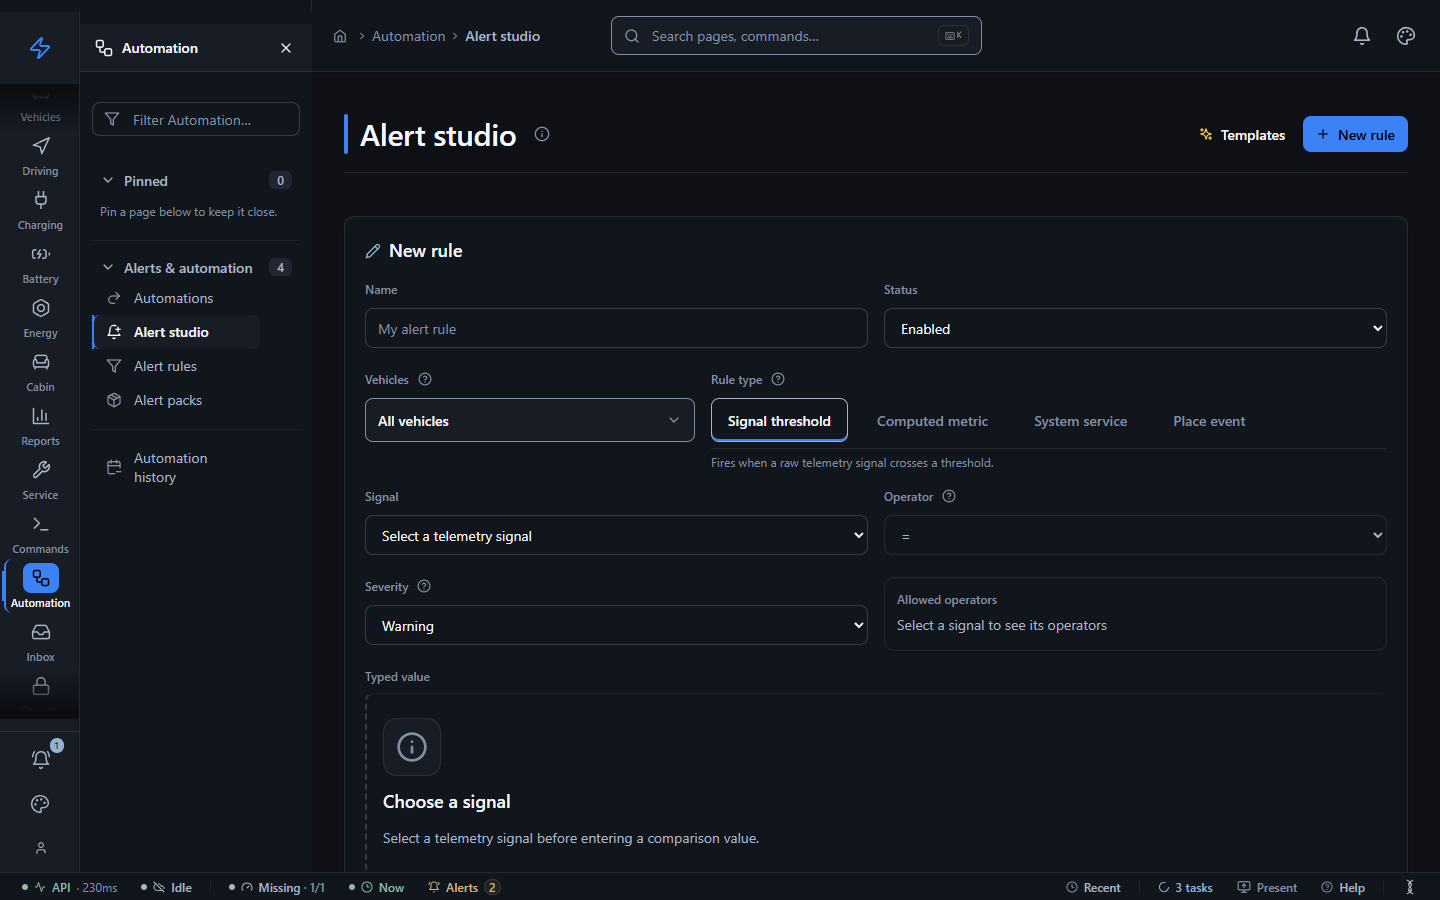 Automation
Automation
Alert studio
Search pages, commands...
K
Vehicles
Driving
Charging
Battery
Energy
Cabin
Reports
Service
Commands
Automation
Inbox
1
Filter Automation...
Pinned
0
Pin a page below to keep it close.
Alerts & automation
4
Automations
Alert studio
Alert rules
Alert packs
Automation
history
Alert studio
Templates
New rule
New rule
Name
Status
My alert rule
Enabled
Vehicles
Rule type
All vehicles
Signal threshold
Computed metric
System service
Place event
Fires when a raw telemetry signal crosses a threshold.
Signal
Operator
Select a telemetry signal
=
Severity
Warning
Allowed operators
Select a signal to see its operators
Typed value
Choose a signal
Select a telemetry signal before entering a comparison value.
API · 230ms
Idle
Missing · 1/1
Now
Alerts 2
Recent
3 tasks
Present
Help